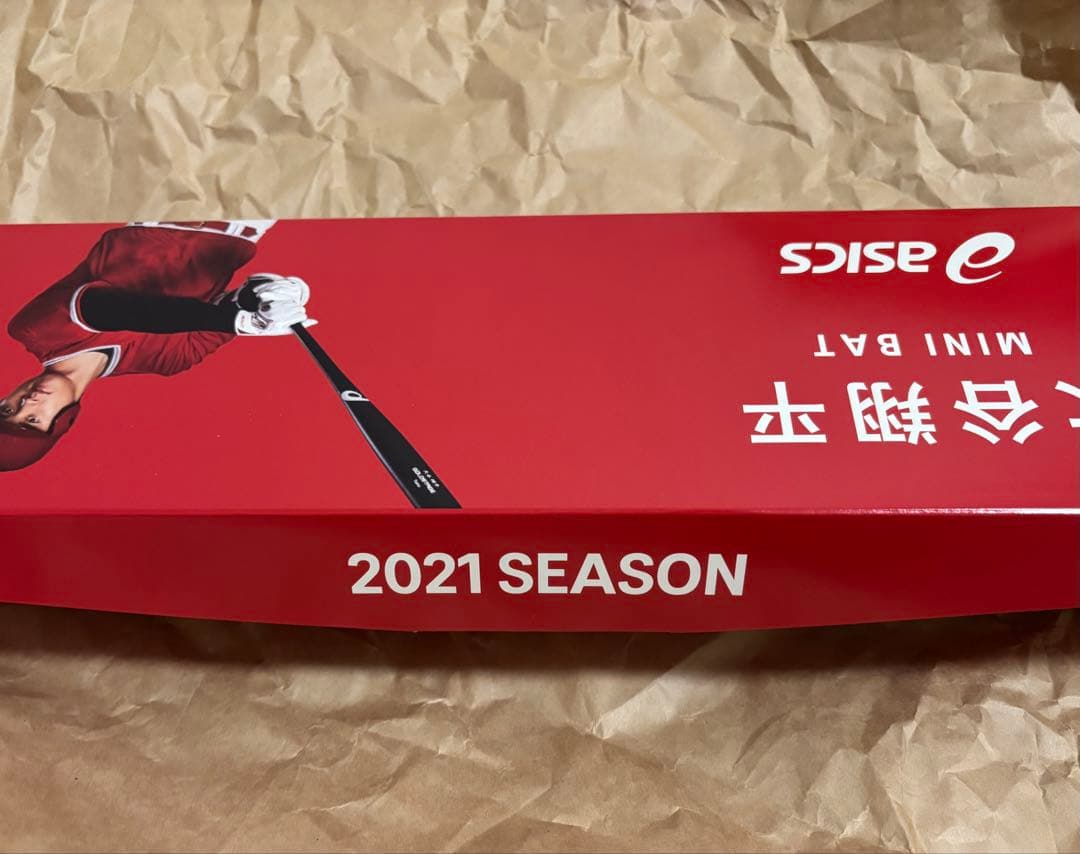 asics
MINI BAT
谷翔平
2021 SEASON